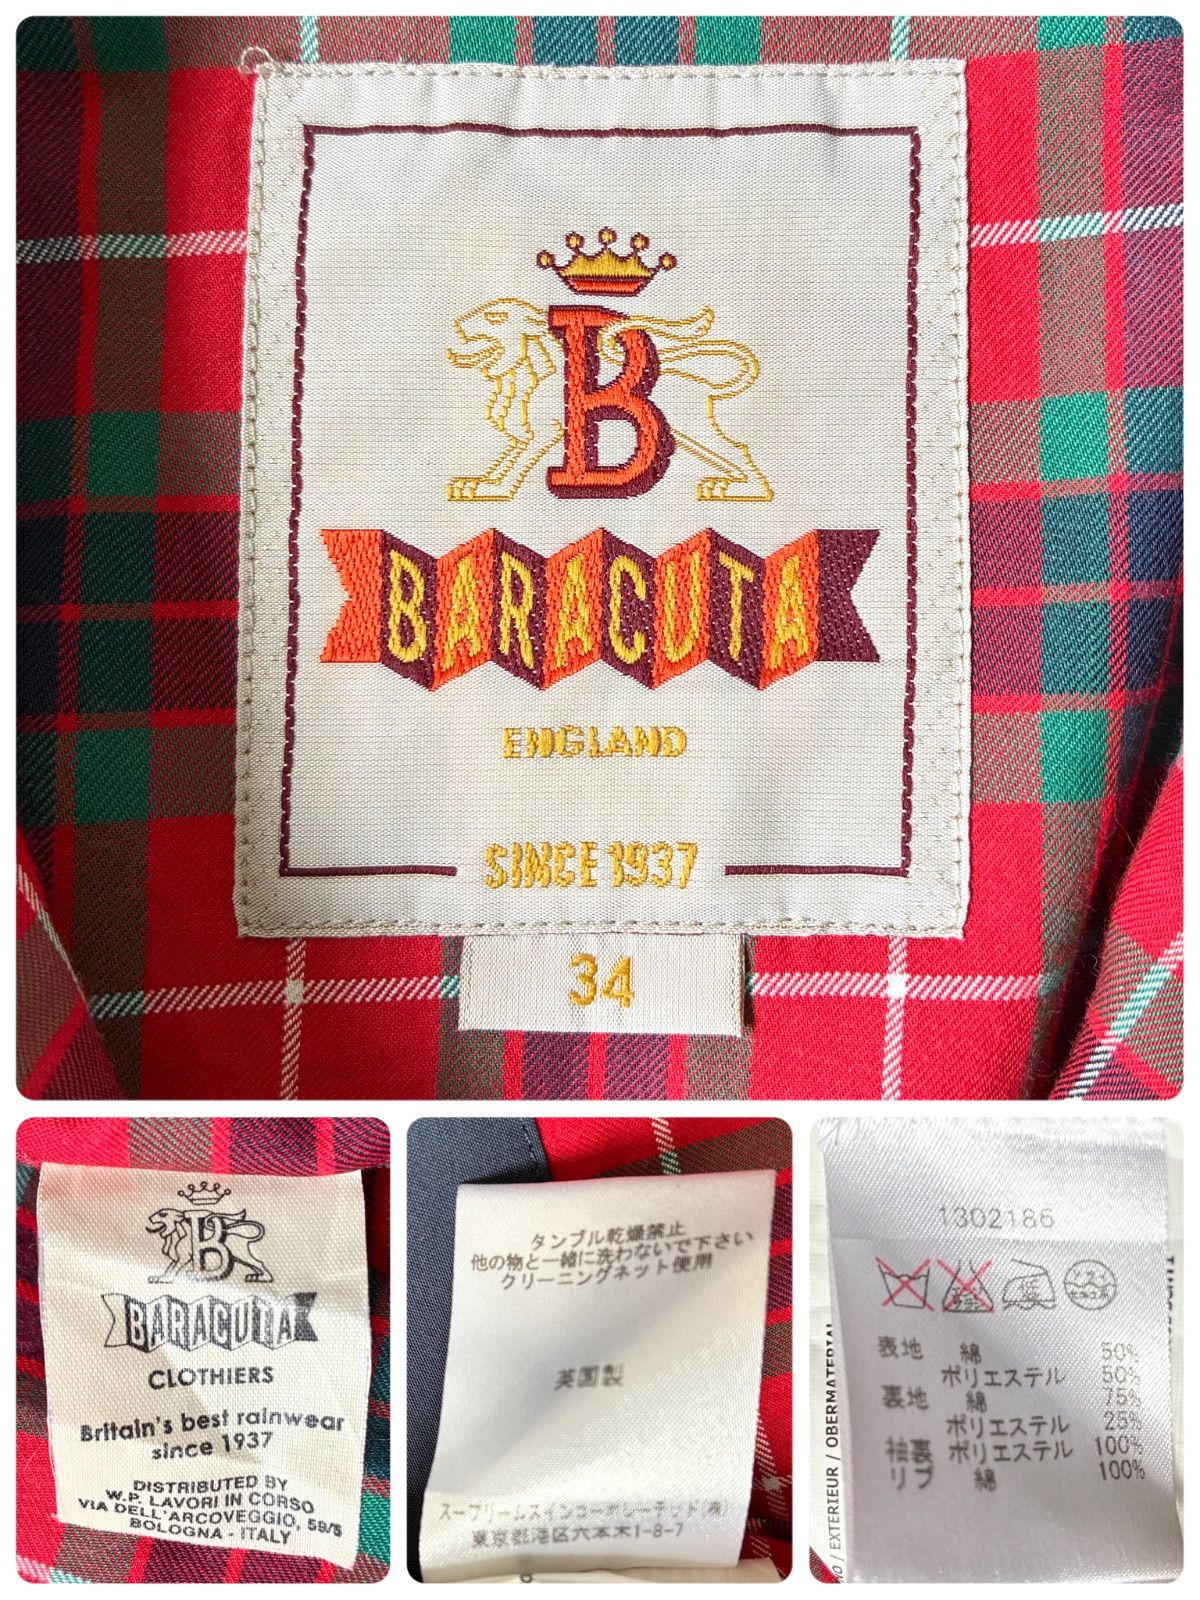 B
BARACUTA
ENGLAND
SINCE 1937
34
B
BARACUTA
CLOTHIERS
Britain's best rainwear
since 1937
DISTRIBUTED BY
W.P. LAVORI IN CORSO
VIA DELL'ARCOVEGGIO, 59/5
BOLOGNA - ITALY
タンブル乾燥禁止
他の物と一緒に洗わないで下さい
クリーニングネット使用
英国製
スープリームスインコーポレーテッド(株)
東京都港区六本木1-8-7
1302186
表地 綿 50%
ポリエステル 50%
裏地 綿 75%
ポリエステル 25%
袖裏 ポリエステル 100%
リブ 綿 100%
/ EXTERIEUR / OBERMATERIAL